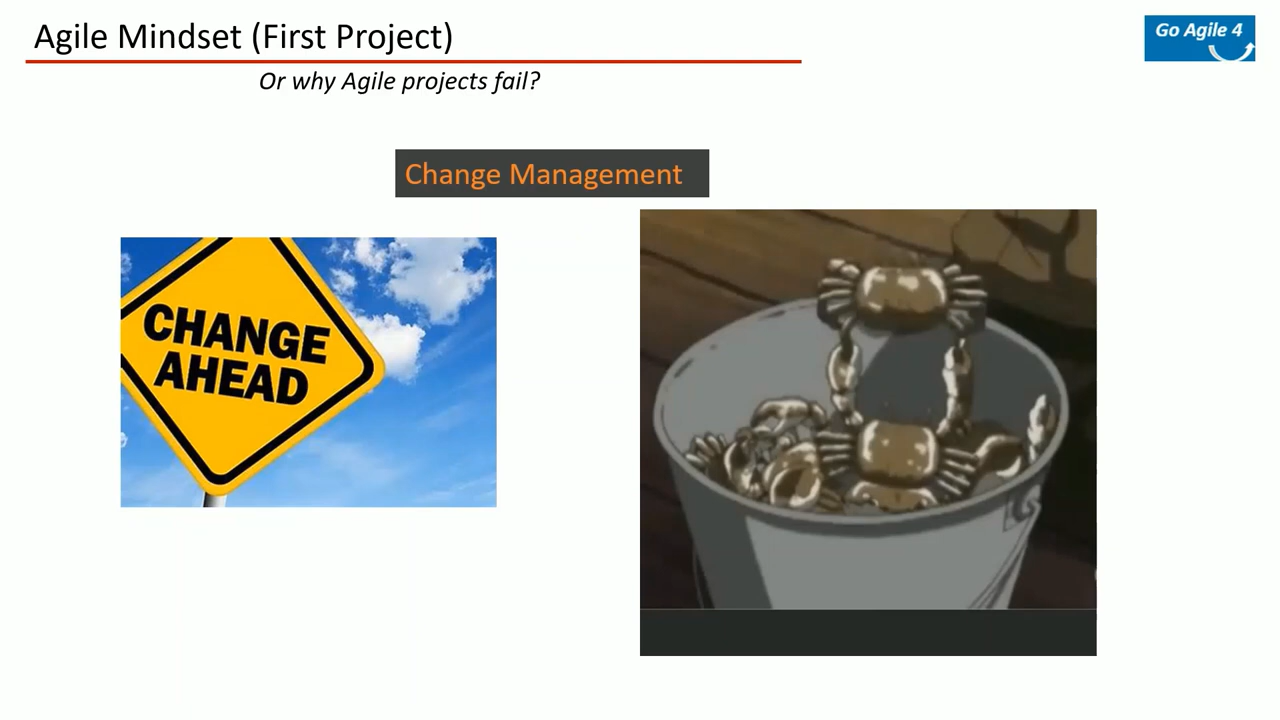 Agile Mindset (First Project)
Go Agile 4
Or why Agile projects fail?
Change Management
CHANGE
AHEAD